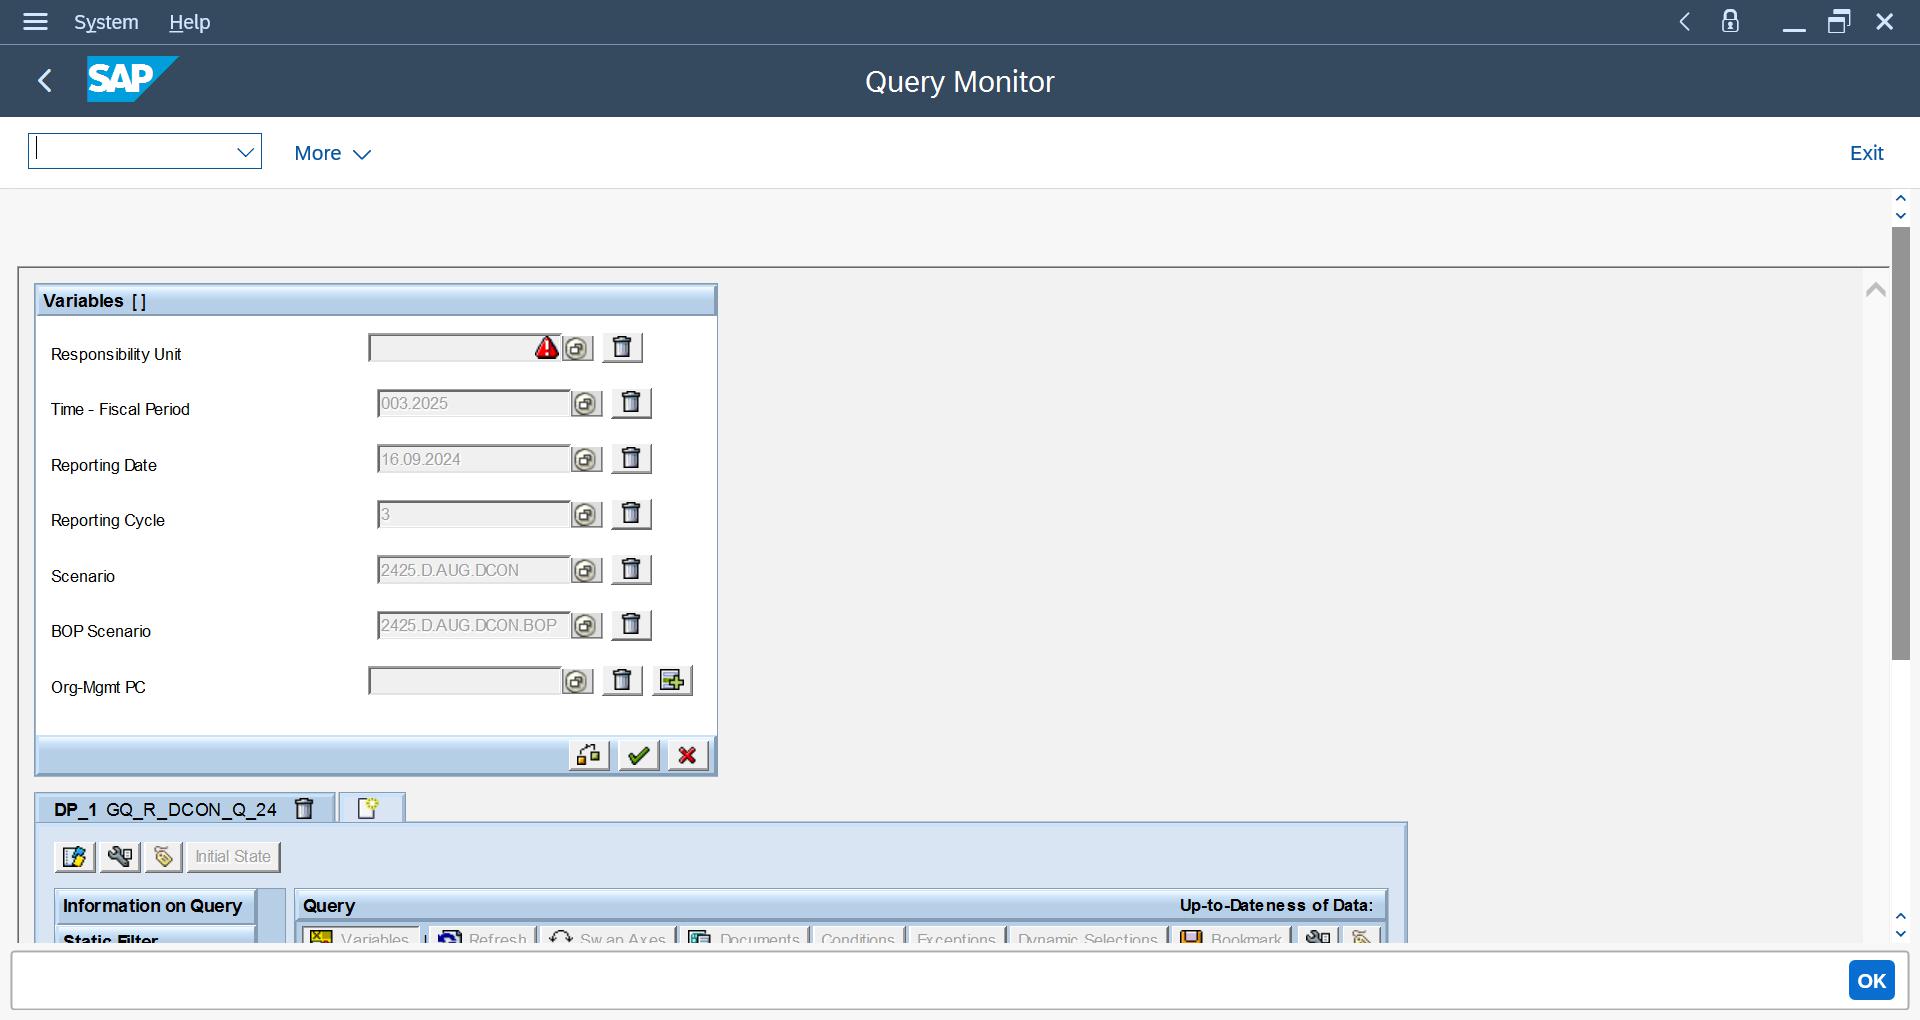 System Help
SAP
Query Monitor
More
Exit
Variables []
Responsibility Unit
Time - Fiscal Period 003.2025
Reporting Date 16.09.2024
Reporting Cycle 3
Scenario 2425.D.AUG.DCON
BOP Scenario 2425.D.AUG.DCON.BOP
Org-Mgmt PC
DP_1 GQ_R_DCON_Q_24
Initial State
Information on Query
Query Up-to-Dateness of Data:
Static Filter
Variables Refresh Swap Axes Documents Conditions Exceptions Dynamic Selections Bookmark
OK